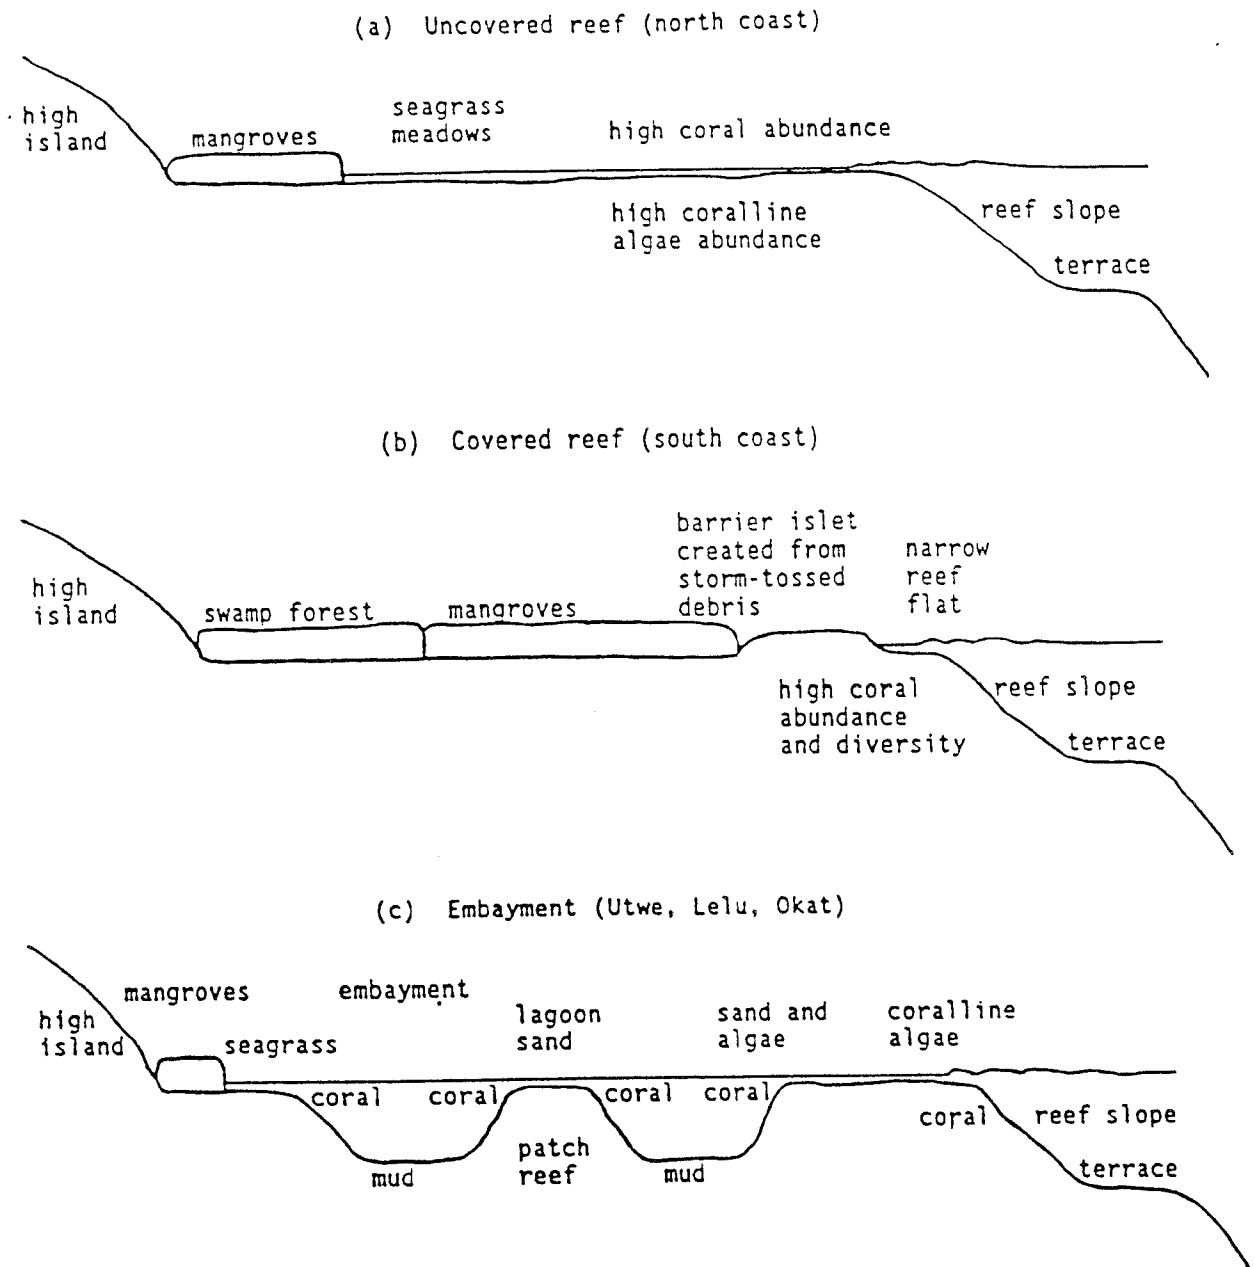 (a) Uncovered reef (north coast)
high
island
mangroves
seagrass
meadows
high coral abundance
high coralline
algae abundance
reef slope
terrace
(b) Covered reef (south coast)
high
island
swamp forest
mangroves
barrier islet
created from
storm-tossed
debris
narrow
reef
flat
high coral
abundance
and diversity
reef slope
terrace
(c) Embayment (Utwe, Lelu, Okat)
high
island
mangroves
seagrass
embayment
lagoon
sand
sand and
algae
coralline
algae
coral
coral
coral
coral
coral
mud
patch
reef
mud
reef slope
terrace